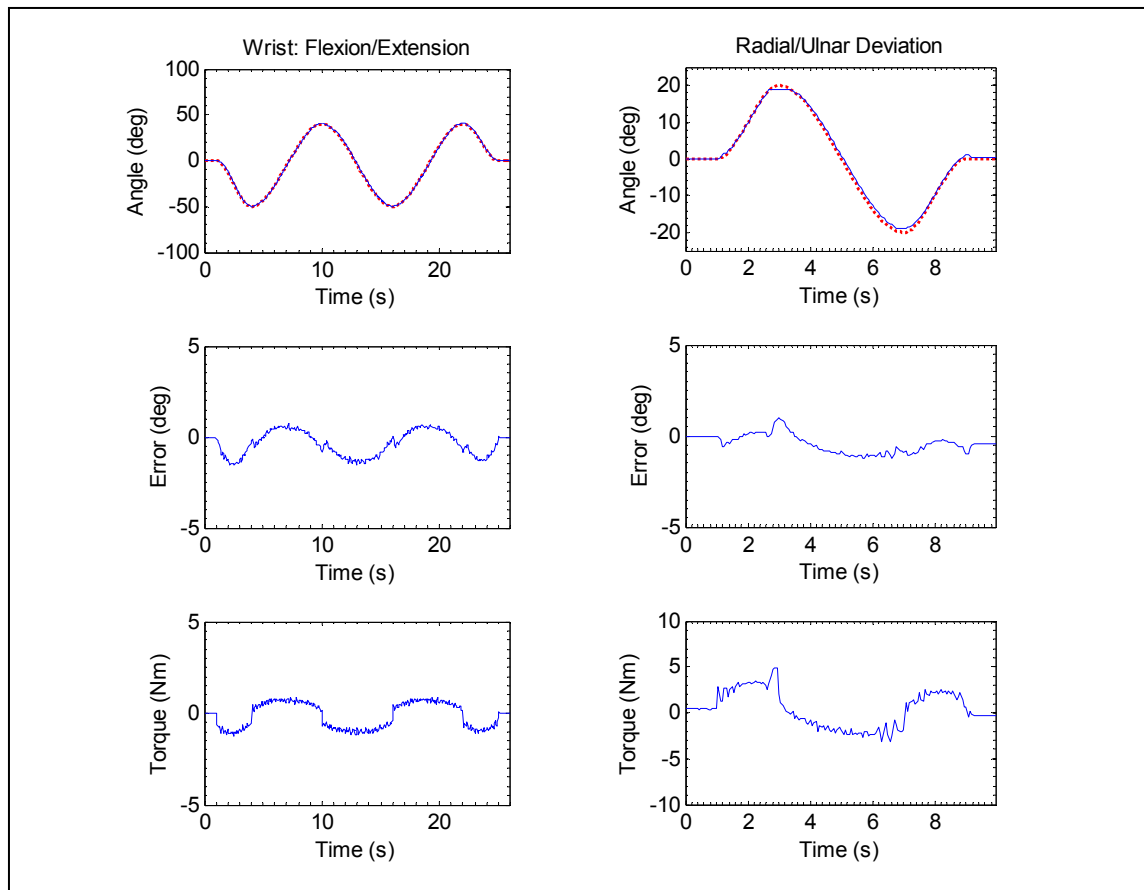 Wrist: Flexion/Extension
100
50
0
-50
-100
Angle (deg)
0 10 20
Time (s)
Radial/Ulnar Deviation
20
10
0
-10
-20
Angle (deg)
0 2 4 6 8
Time (s)
5
0
-5
Error (deg)
0 10 20
Time (s)
5
0
-5
Error (deg)
0 2 4 6 8
Time (s)
5
0
-5
Torque (Nm)
0 10 20
Time (s)
10
5
0
-5
-10
Torque (Nm)
0 2 4 6 8
Time (s)